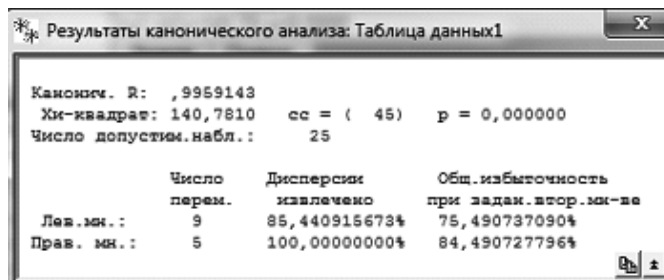 Результаты канонического анализа: Таблица данных1
Канонич. R: ,9959143
Хи-квадрат: 140,7810 сс = ( 45) p = 0,000000
Число допустим.набл.: 25
Число Дисперсии Общ.избыточность
перем. извлечено при задан.втор.мн-ве
Лев.мн.: 9 85,440915673% 75,490737090%
Прав. мн.: 5 100,00000000% 84,490727796%